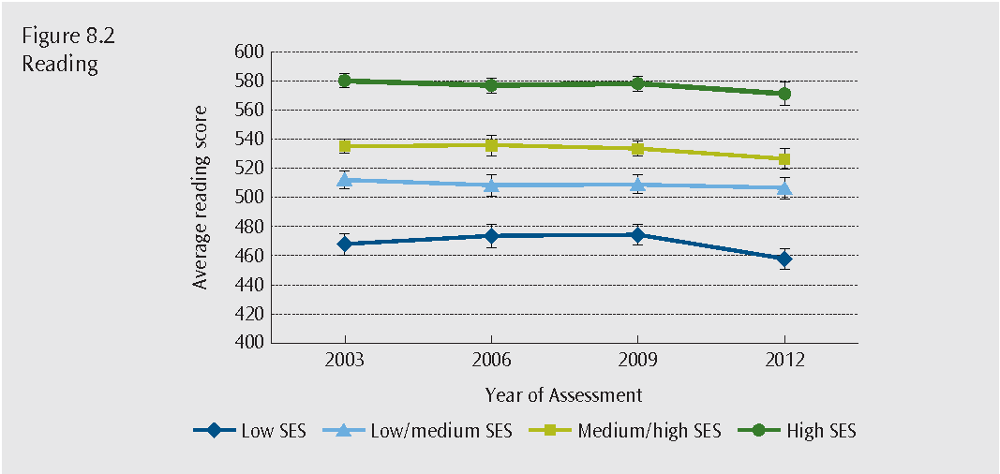 Figure 8.2
Reading
600
580
560
540
520
500
480
460
440
420
400
Average reading score
2003 2006 2009 2012
Year of Assessment
Low SES Low/medium SES Medium/high SES High SES